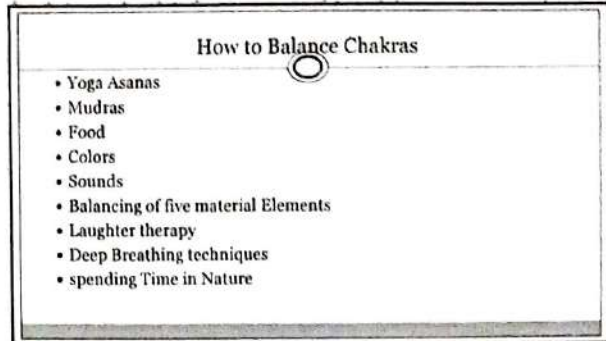 How to Balance Chakras
• Yoga Asanas
• Mudras
• Food
• Colors
• Sounds
• Balancing of five material Elements
• Laughter therapy
• Deep Breathing techniques
• spending Time in Nature